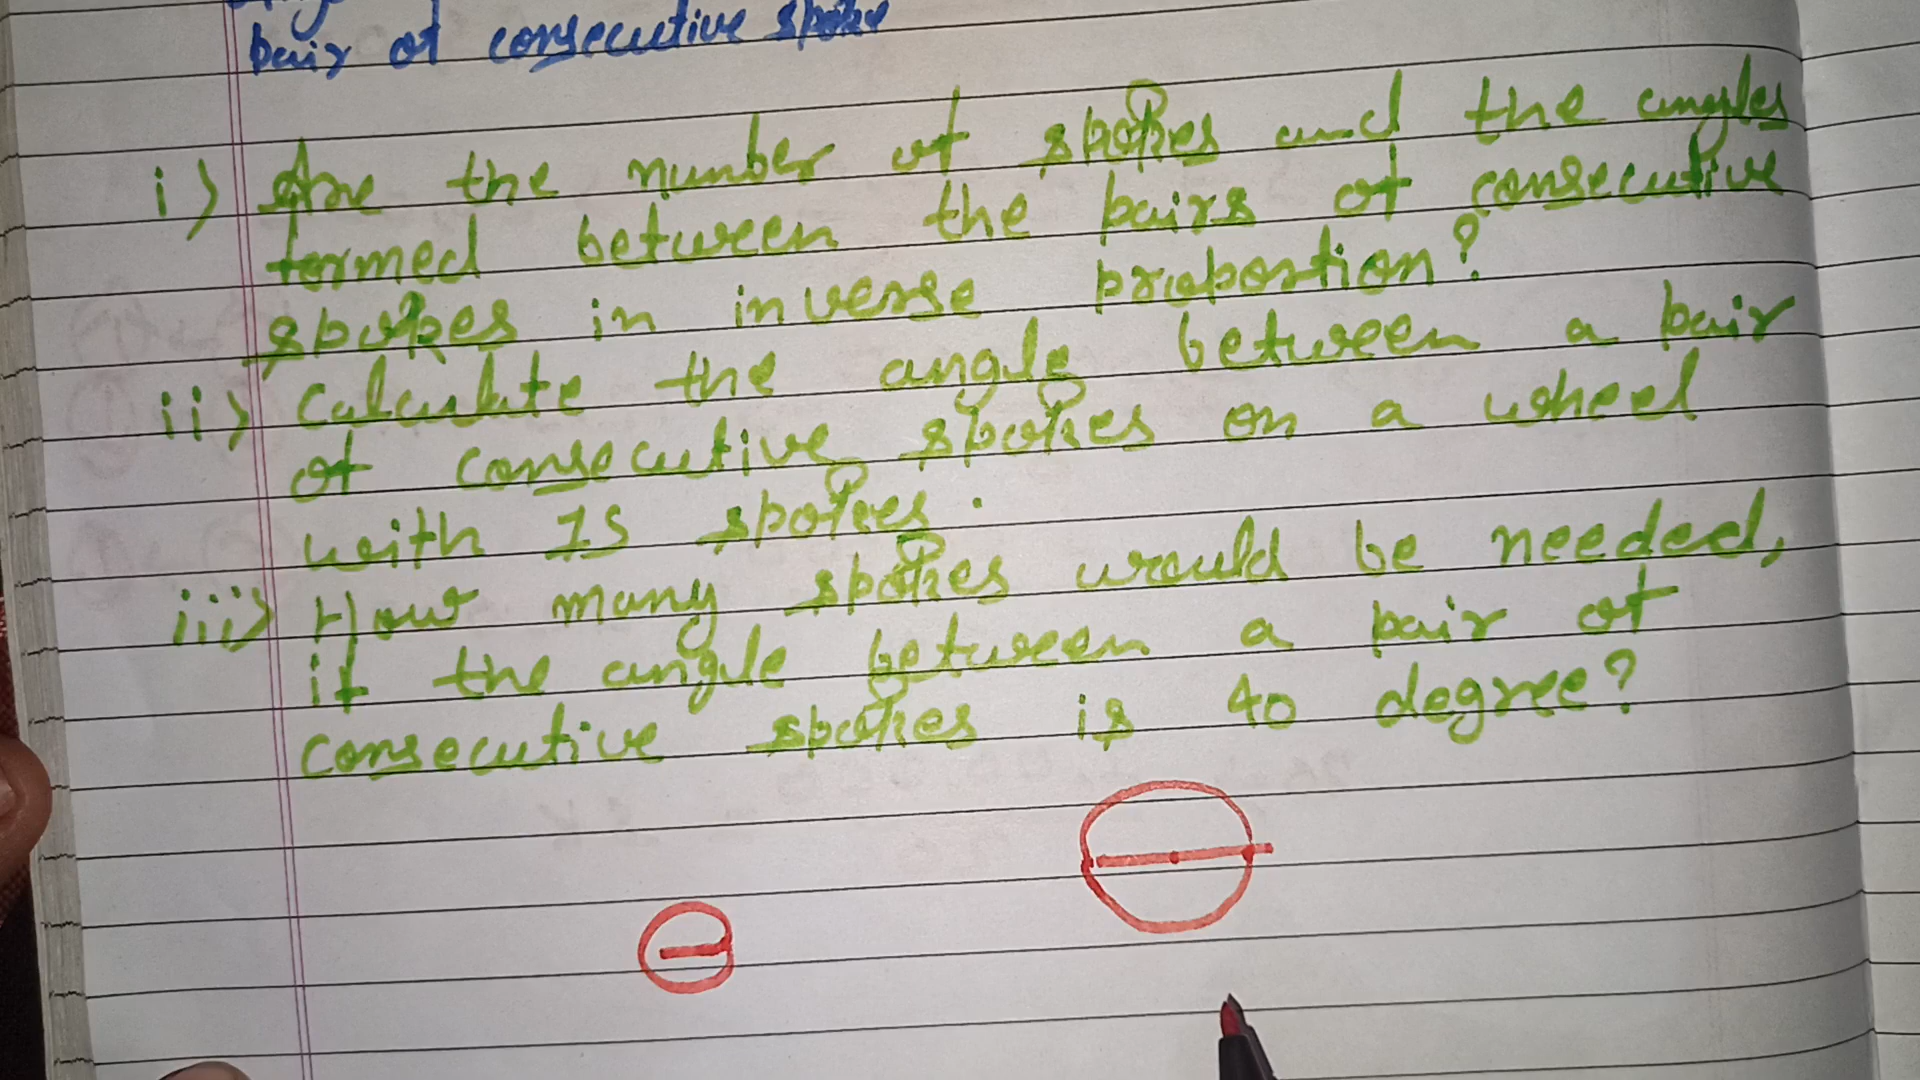 pair of consecutive spoke
i) Are the number of spokes and the angles
formed between the pairs of consecutive
spokes in inverse proportion?
ii) Calculate the angle between a pair
of consecutive spokes on a wheel
with 15 spokes.
iii) How many spokes would be needed,
if the angle between a pair of
consecutive spokes is 40 degree?